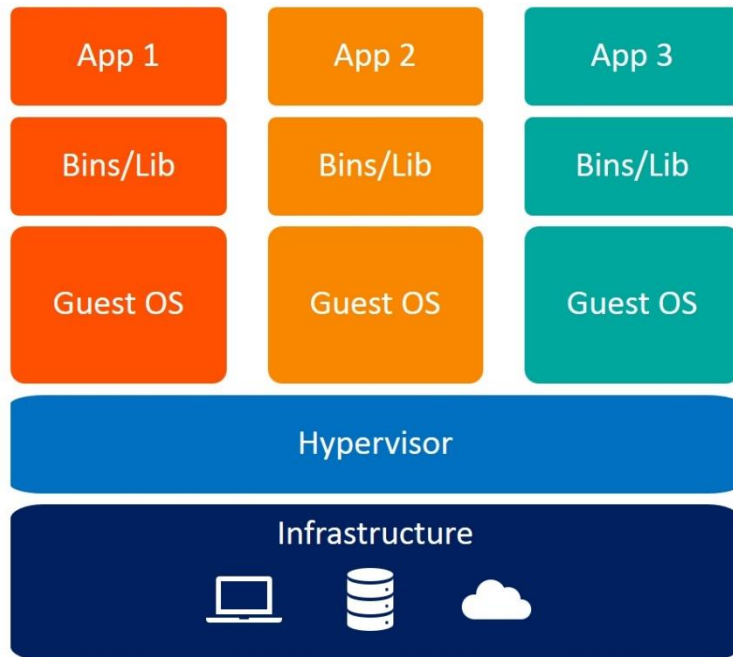 App 1
App 2
App 3
Bins/Lib
Bins/Lib
Bins/Lib
Guest OS
Guest OS
Guest OS
Hypervisor
Infrastructure